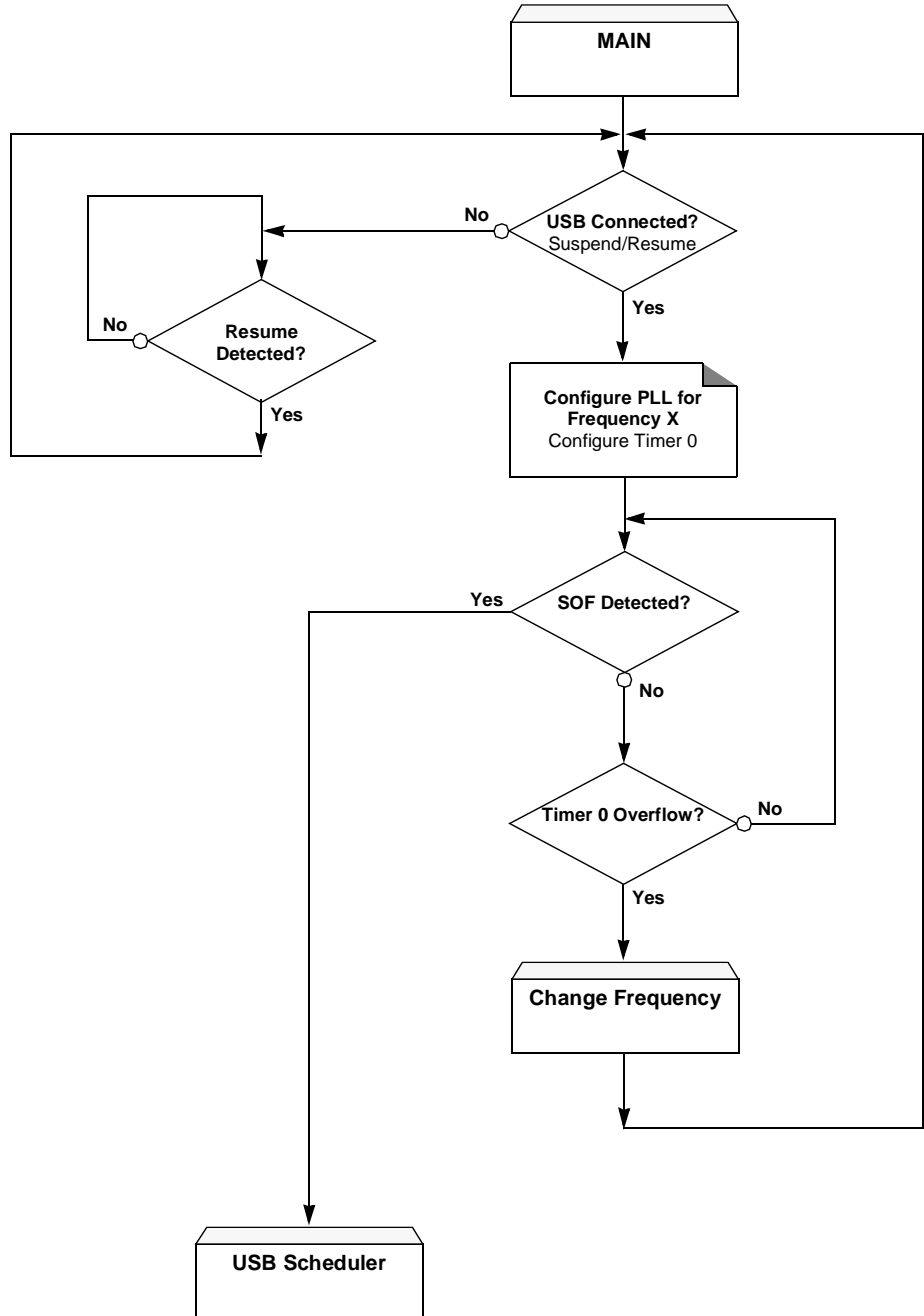 MAIN
No
USB Connected?
Suspend/Resume
Yes
No
Resume
Detected?
Yes
Configure PLL for
Frequency X
Configure Timer 0
Yes
SOF Detected?
No
Timer 0 Overflow?
No
Yes
Change Frequency
USB Scheduler